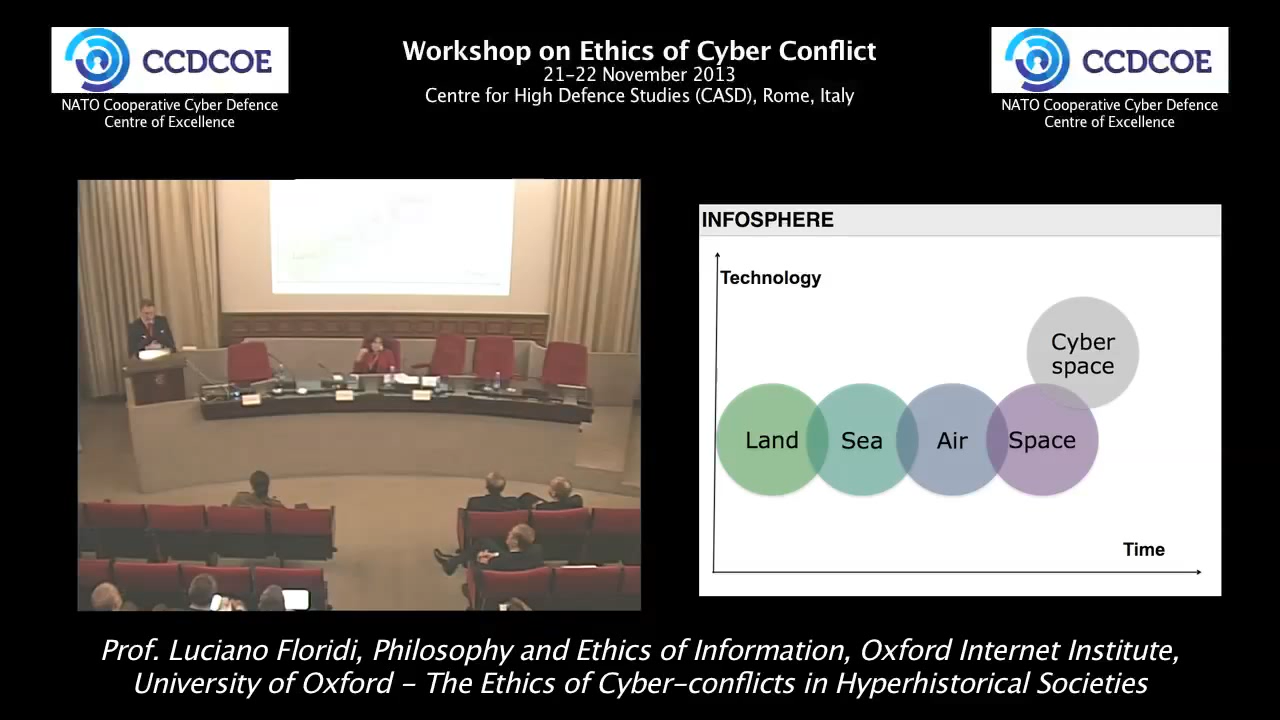 CCDCOE
NATO Cooperative Cyber Defence
Centre of Excellence
Workshop on Ethics of Cyber Conflict
21-22 November 2013
Centre for High Defence Studies (CASD), Rome, Italy
CCDCOE
NATO Cooperative Cyber Defence
Centre of Excellence
INFOSPHERE
Technology
Cyber
space
Land
Sea
Air
Space
Time
Prof. Luciano Floridi, Philosophy and Ethics of Information, Oxford Internet Institute,
University of Oxford - The Ethics of Cyber-conflicts in Hyperhistorical Societies